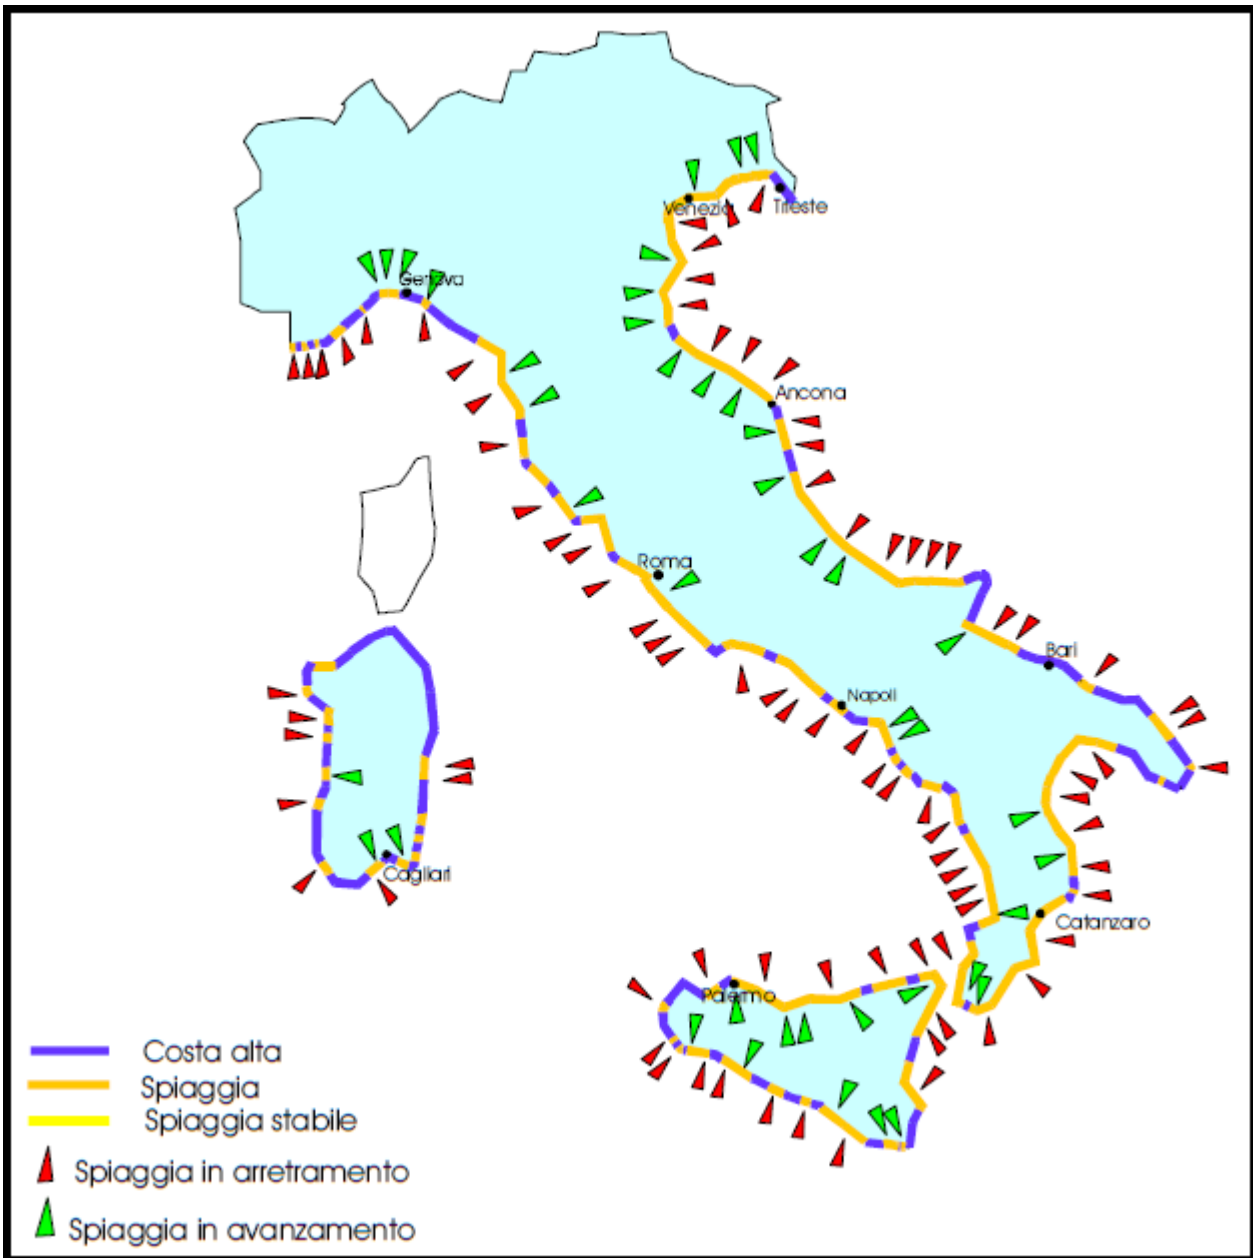 Venezia
Trieste
Genova
Ancona
Roma
Bari
Napoli
Cagliari
Catanzaro
Palermo
Costa alta
Spiaggia
Spiaggia stabile
Spiaggia in arretramento
Spiaggia in avanzamento